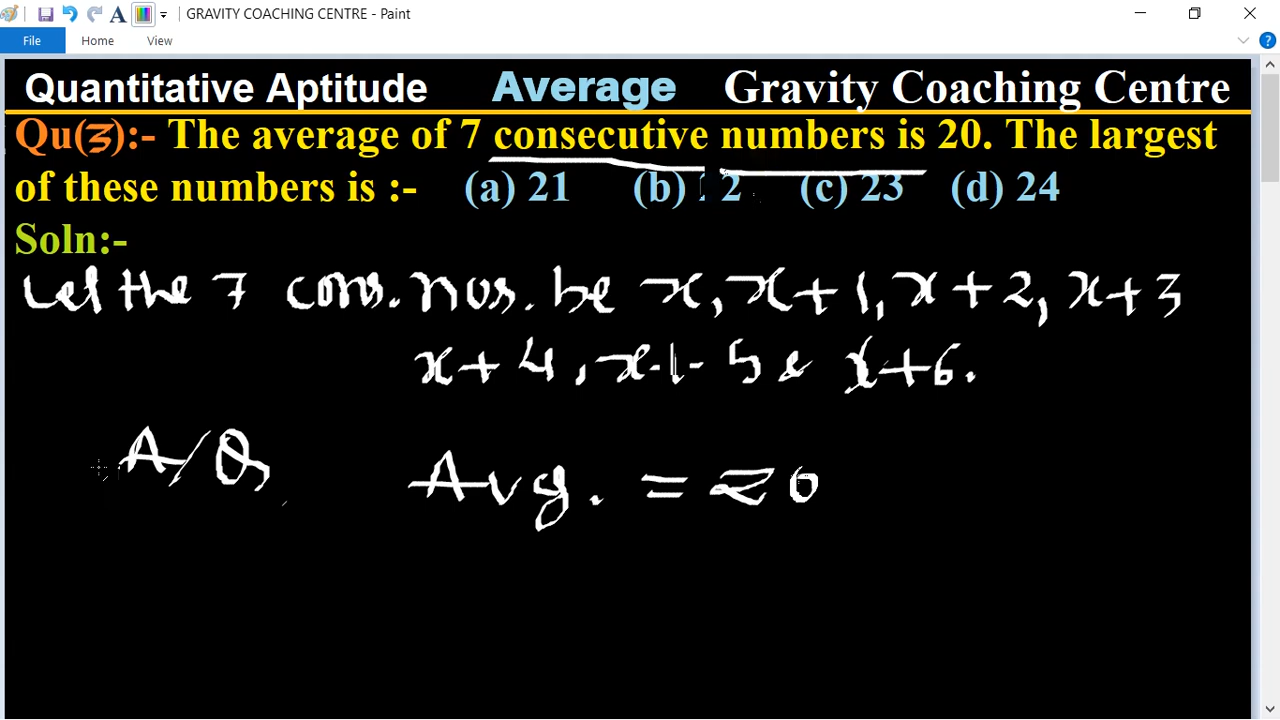 GRAVITY COACHING CENTRE - Paint
File Home View
Quantitative Aptitude Average Gravity Coaching Centre
Qu(3):- The average of 7 consecutive numbers is 20. The largest
of these numbers is :- (a) 21 (b) 2 (c) 23 (d) 24
Soln:-
Let the 7 cons. nos. be x, x+1, x+2, x+3
x+4, x+5 & x+6.
A/Q, Avg. = 20